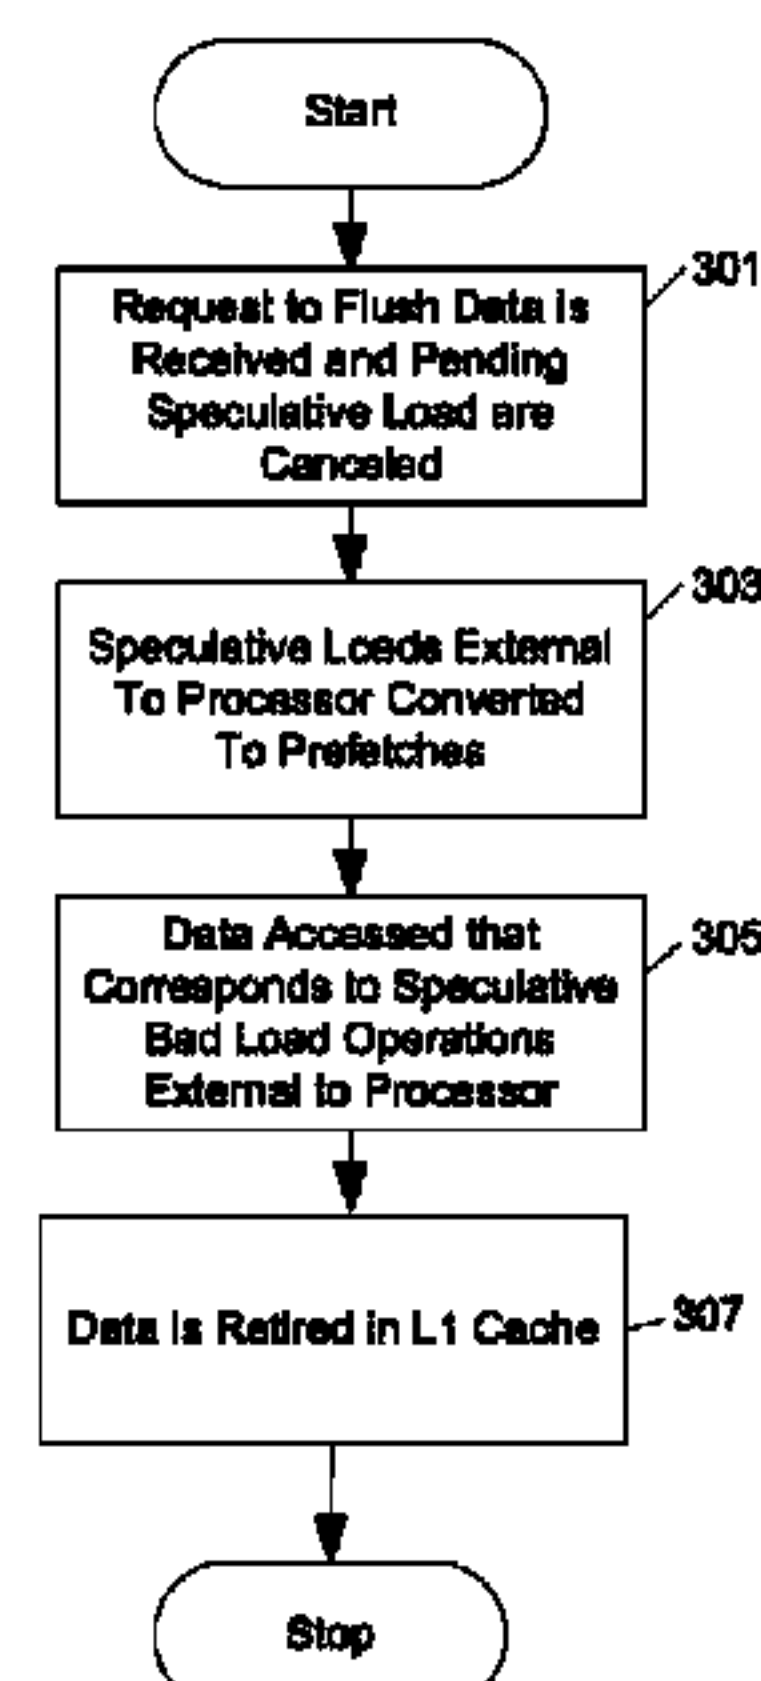 Start
301
Request to Flush Data is
Received and Pending
Speculative Load are
Canceled
303
Speculative Loads External
To Processor Converted
To Prefetches
305
Data Accessed that
Corresponds to Speculative
Bad Load Operations
External to Processor
307
Data is Retired in L1 Cache
Stop